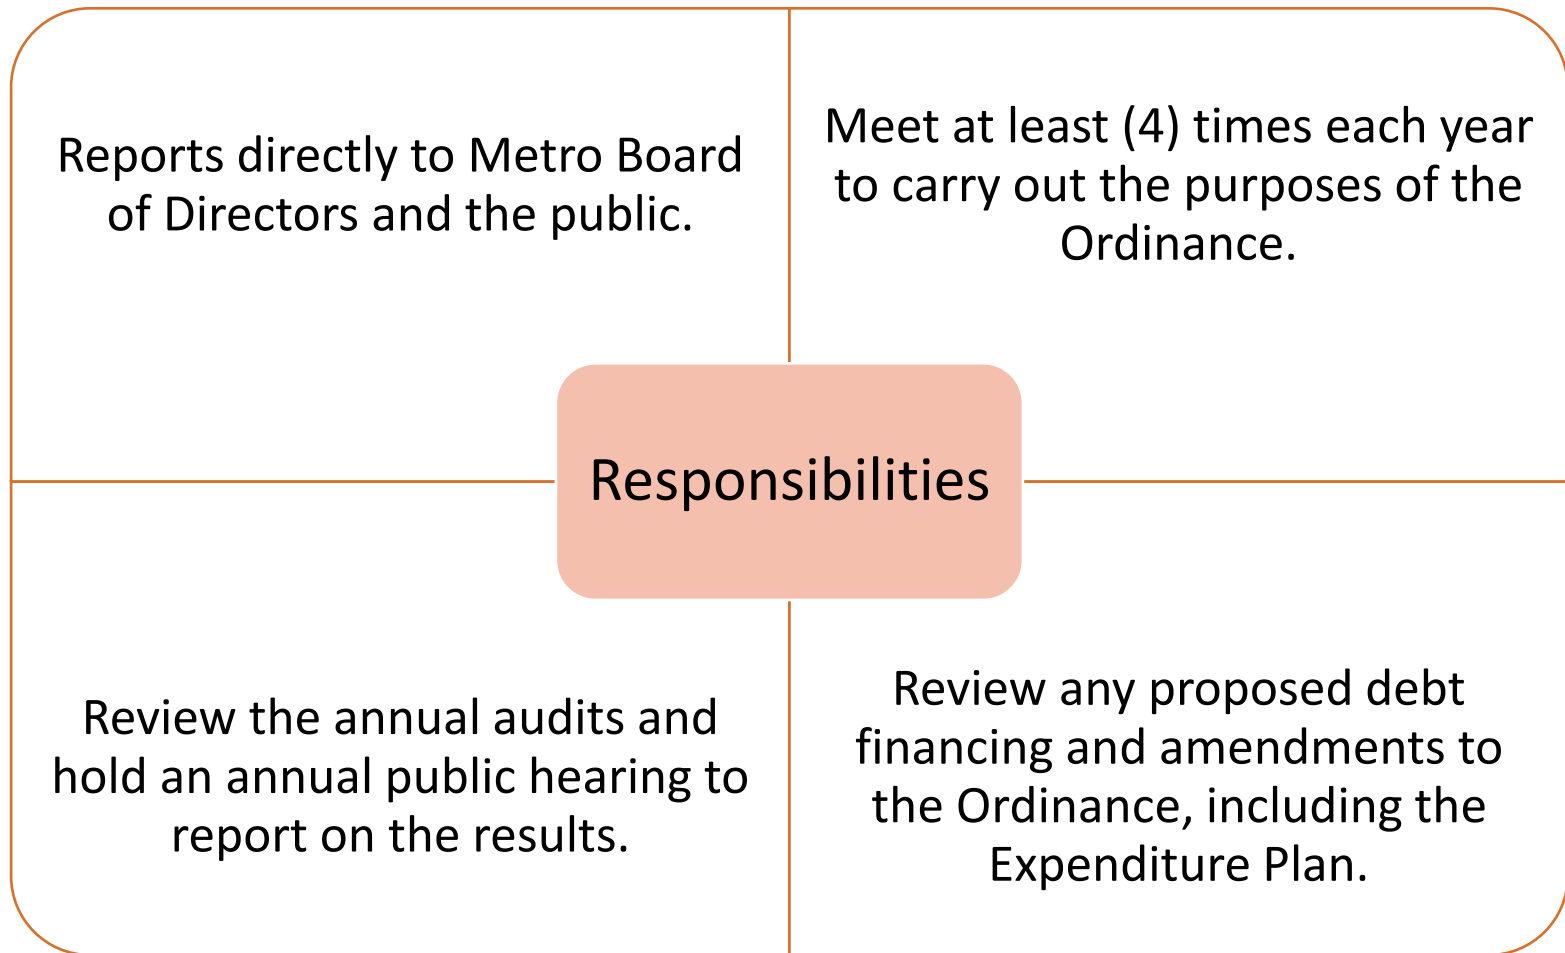 Reports directly to Metro Board
of Directors and the public.
Meet at least (4) times each year
to carry out the purposes of the
Ordinance.
Responsibilities
Review the annual audits and
hold an annual public hearing to
report on the results.
Review any proposed debt
financing and amendments to
the Ordinance, including the
Expenditure Plan.